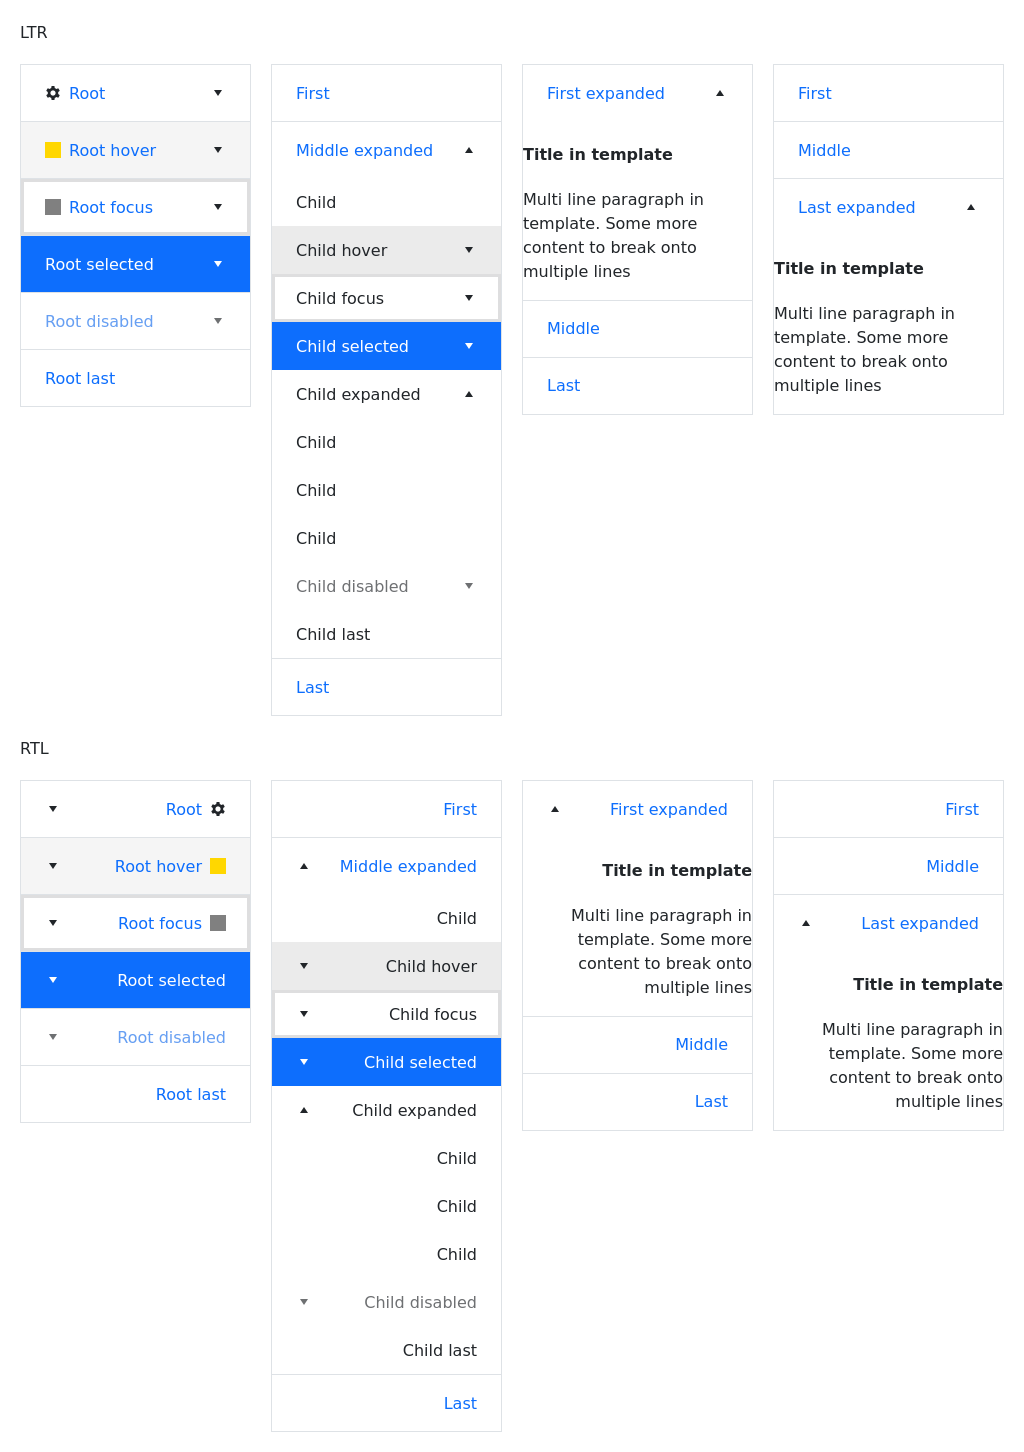 LTR
Root
Root hover
Root focus
Root selected
Root disabled
Root last
First
Middle expanded
Child
Child hover
Child focus
Child selected
Child expanded
Child
Child
Child
Child disabled
Child last
Last
First expanded
Title in template
Multi line paragraph in
template. Some more
content to break onto
multiple lines
Middle
Last
First
Middle
Last expanded
Title in template
Multi line paragraph in
template. Some more
content to break onto
multiple lines
RTL
Root
Root hover
Root focus
Root selected
Root disabled
Root last
First
Middle expanded
Child
Child hover
Child focus
Child selected
Child expanded
Child
Child
Child
Child disabled
Child last
Last
First expanded
Title in template
Multi line paragraph in
template. Some more
content to break onto
multiple lines
Middle
Last
First
Middle
Last expanded
Title in template
Multi line paragraph in
template. Some more
content to break onto
multiple lines